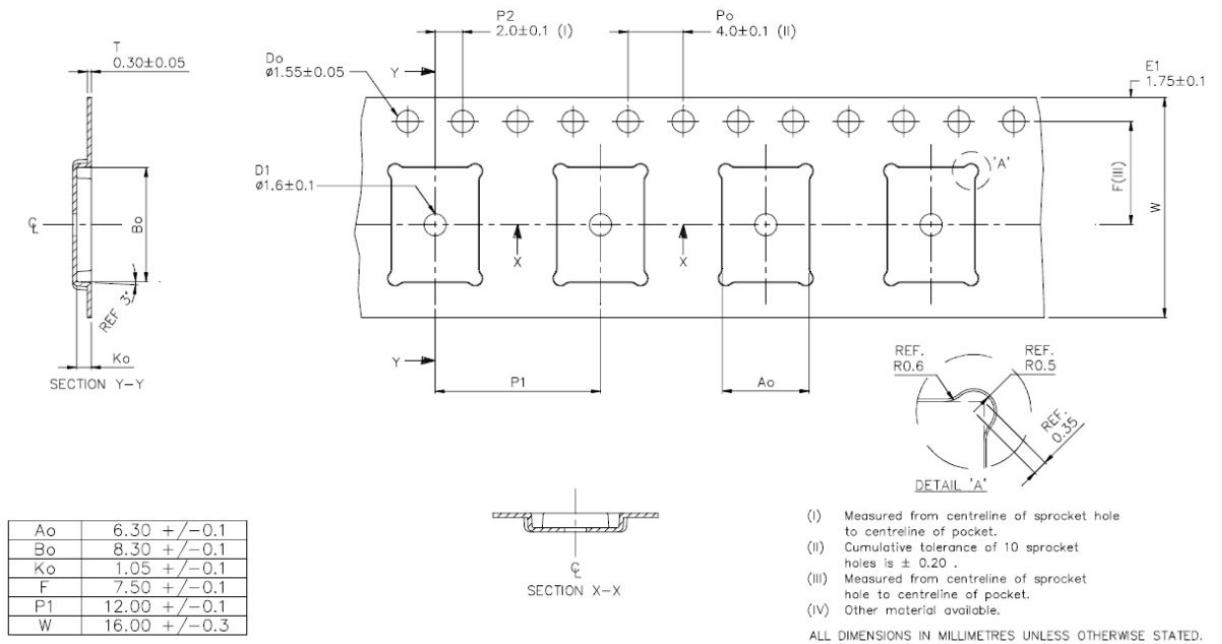 P2
2.0±0.1 (I)
Po
4.0±0.1 (II)
T
0.30±0.05
Do
ø1.55±0.05
Y
E1
1.75±0.1
D1
ø1.6±0.1
'A'
F(III)
W
℄
Bo
X
X
REF 3°
Ko
SECTION Y-Y
Y
P1
Ao
REF.
R0.6
REF.
R0.5
REF.
0.35
DETAIL 'A'
℄
SECTION X-X
Ao 6.30 +/-0.1
Bo 8.30 +/-0.1
Ko 1.05 +/-0.1
F 7.50 +/-0.1
P1 12.00 +/-0.1
W 16.00 +/-0.3
(I) Measured from centreline of sprocket hole
to centreline of pocket.
(II) Cumulative tolerance of 10 sprocket
holes is ± 0.20 .
(III) Measured from centreline of sprocket
hole to centreline of pocket.
(IV) Other material available.
ALL DIMENSIONS IN MILLIMETRES UNLESS OTHERWISE STATED.